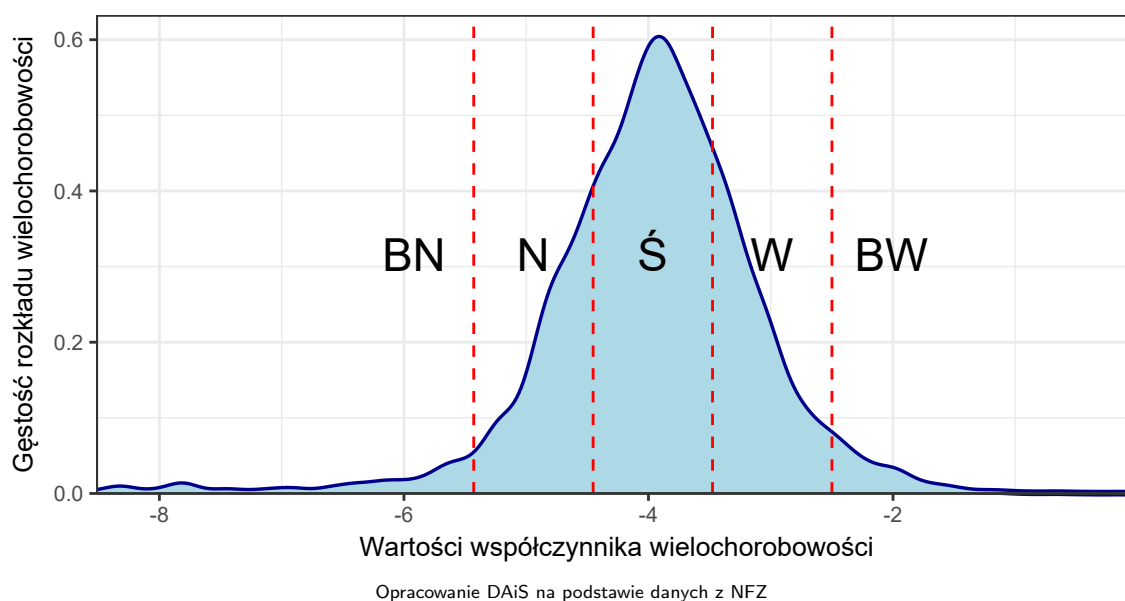 Gęstość rozkładu wielochorobowości
0.6
0.4
0.2
0.0
BN N Ś W BW
-8 -6 -4 -2
Wartości współczynnika wielochorobowości
Opracowanie DAiS na podstawie danych z NFZ